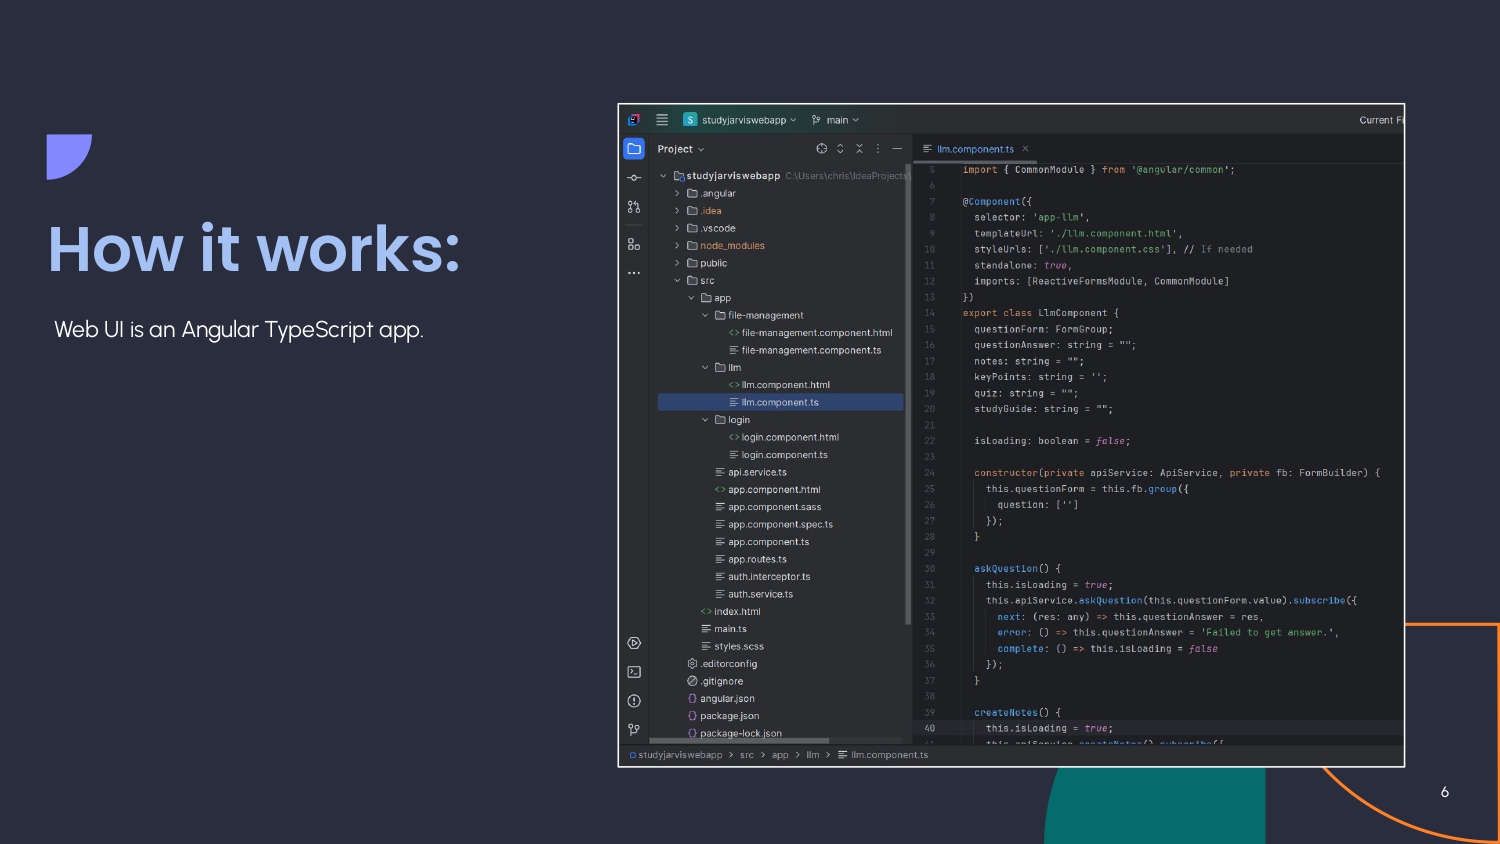 How it works:
Web UI is an Angular TypeScript app.
S studyjarviswebapp main Current Fi
Project
studyjarviswebapp C:\Users\chris\IdeaProjects\
.angular
.idea
.vscode
node_modules
public
src
app
file-management
<> file-management.component.html
file-management.component.ts
llm
<> llm.component.html
llm.component.ts
login
<> login.component.html
login.component.ts
api.service.ts
<> app.component.html
app.component.sass
app.component.spec.ts
app.component.ts
app.routes.ts
auth.interceptor.ts
auth.service.ts
<> index.html
main.ts
styles.scss
.editorconfig
.gitignore
{} angular.json
{} package.json
{} package-lock.json
llm.component.ts ×
5 import { CommonModule } from '@angular/common';
6
7 @Component({
8 selector: 'app-llm',
9 templateUrl: './llm.component.html',
10 styleUrls: ['./llm.component.css'], // If needed
11 standalone: true,
12 imports: [ReactiveFormsModule, CommonModule]
13 })
14 export class LlmComponent {
15 questionForm: FormGroup;
16 questionAnswer: string = "";
17 notes: string = "";
18 keyPoints: string = '';
19 quiz: string = "";
20 studyGuide: string = "";
21
22 isLoading: boolean = false;
23
24 constructor(private apiService: ApiService, private fb: FormBuilder) {
25 this.questionForm = this.fb.group({
26 question: ['']
27 });
28 }
29
30 askQuestion() {
31 this.isLoading = true;
32 this.apiService.askQuestion(this.questionForm.value).subscribe({
33 next: (res: any) => this.questionAnswer = res,
34 error: () => this.questionAnswer = 'Failed to get answer.',
35 complete: () => this.isLoading = false
36 });
37 }
38
39 createNotes() {
40 this.isLoading = true;
41 this.apiService.createNotes().subscribe({
studyjarviswebapp > src > app > llm > llm.component.ts
6